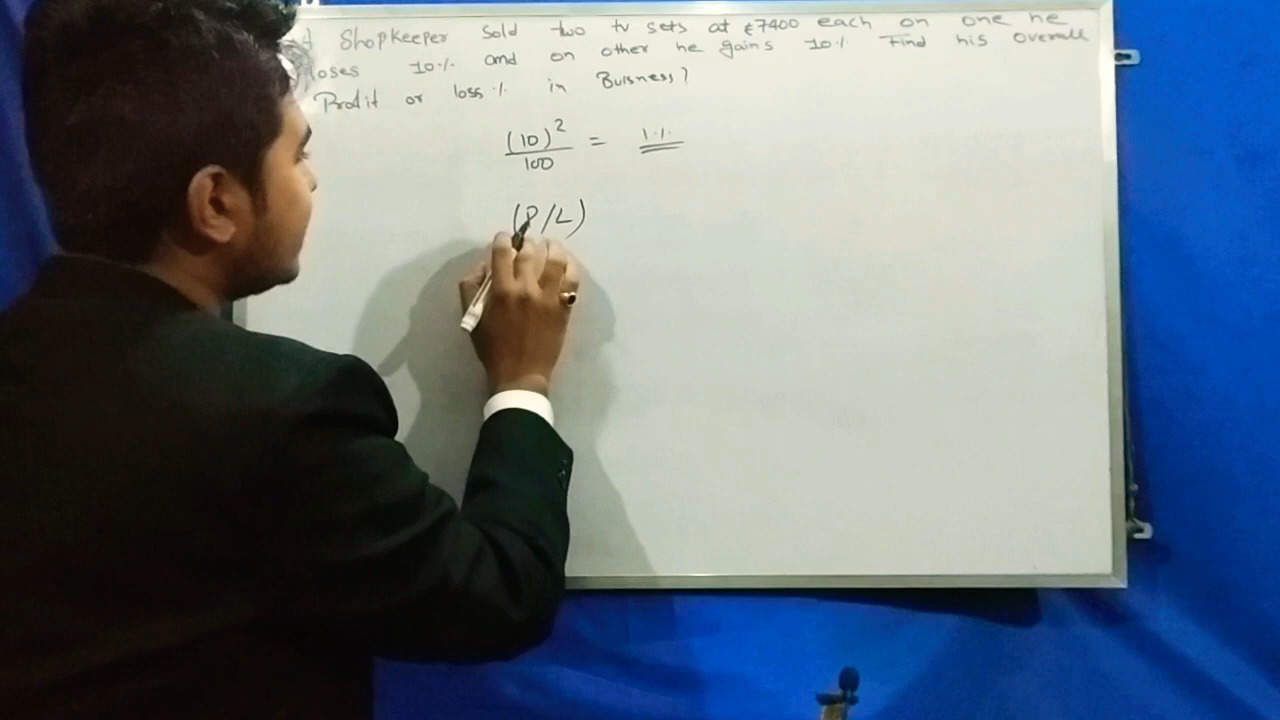 A Shopkeeper sold two tv sets at ₹7400 each on one he
loses 10% and on other he gains 10% Find his overall
Profit or loss % in Buisness?
(10)²
100
= 1%
(P/L)